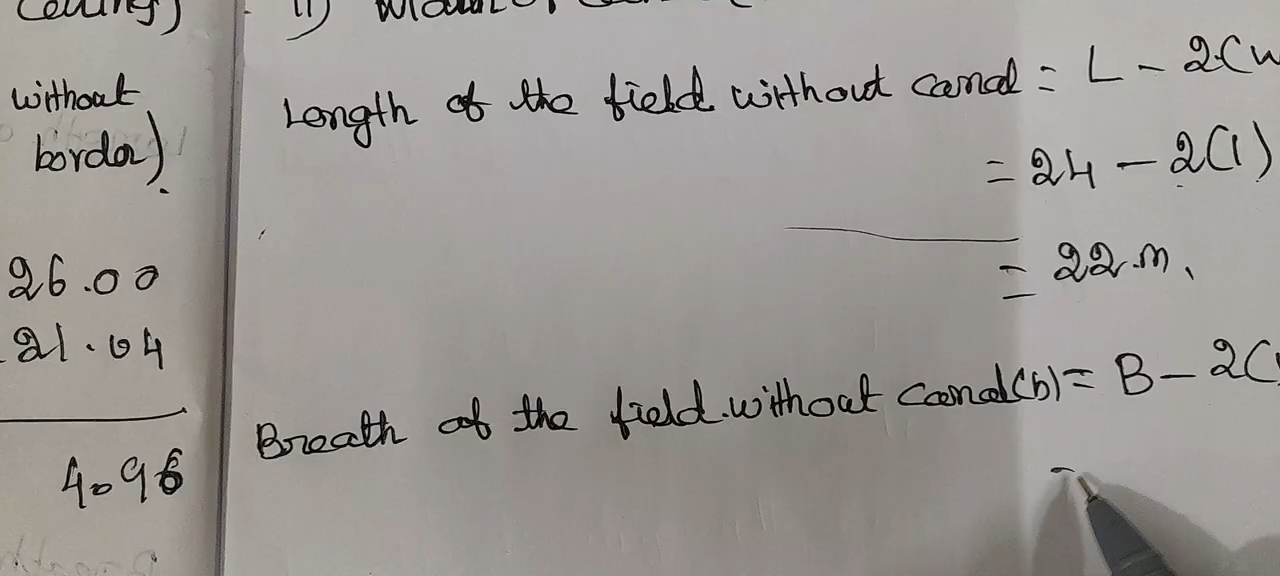 ii)
without
border).
26.00
21.04
4.96
Length of the field without canal = L - 2(w
= 24 - 2(1)
= 22 m.
Breath of the field without canal (b) = B - 2(
=